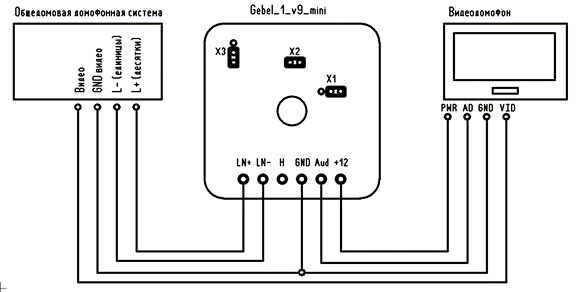 Общедомовая домофонная система
Gebel_1_v9_mini
Видеодомофон
X3
X2
X1
Видео
GND видео
L- (единицы)
L+ (десятки)
PWR AD GND VID
LN+ LN- H GND Aud +12